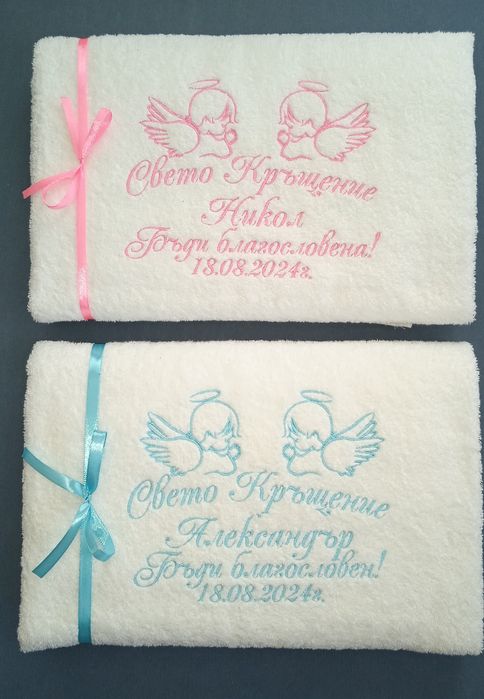 Свето Кръщение
Никол
Бъди благословена!
18.08.2024г.
Свето Кръщение
Александър
Бъди благословен!
18.08.2024г.